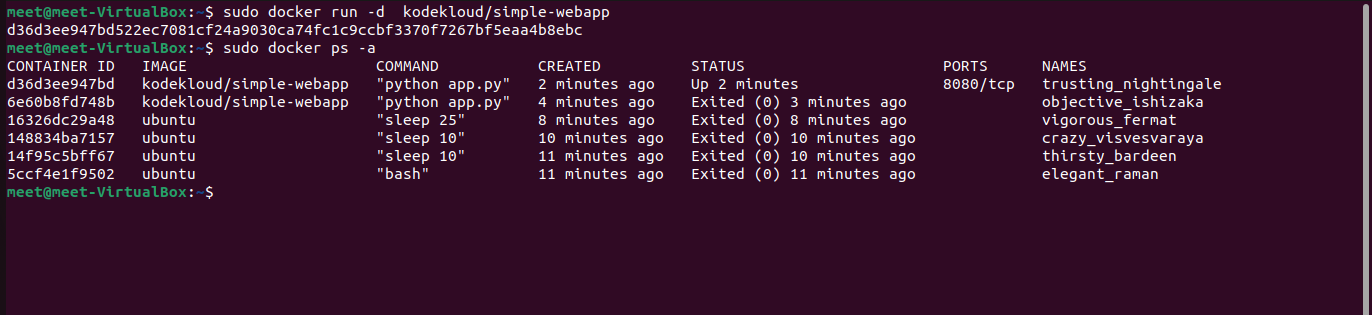 meet@meet-VirtualBox:~$ sudo docker run -d  kodekloud/simple-webapp
d36d3ee947bd522ec7081cf24a9030ca74fc1c9ccbf3370f7267bf5eaa4b8ebc
meet@meet-VirtualBox:~$ sudo docker ps -a
CONTAINER ID   IMAGE                     COMMAND           CREATED          STATUS                      PORTS      NAMES
d36d3ee947bd   kodekloud/simple-webapp   "python app.py"   2 minutes ago    Up 2 minutes                8080/tcp   trusting_nightingale
6e60b8fd748b   kodekloud/simple-webapp   "python app.py"   4 minutes ago    Exited (0) 3 minutes ago               objective_ishizaka
16326dc29a48   ubuntu                    "sleep 25"        8 minutes ago    Exited (0) 8 minutes ago               vigorous_fermat
148834ba7157   ubuntu                    "sleep 10"        10 minutes ago   Exited (0) 10 minutes ago              crazy_visvesvaraya
14f95c5bff67   ubuntu                    "sleep 10"        11 minutes ago   Exited (0) 10 minutes ago              thirsty_bardeen
5ccf4e1f9502   ubuntu                    "bash"            11 minutes ago   Exited (0) 11 minutes ago              elegant_raman
meet@meet-VirtualBox:~$